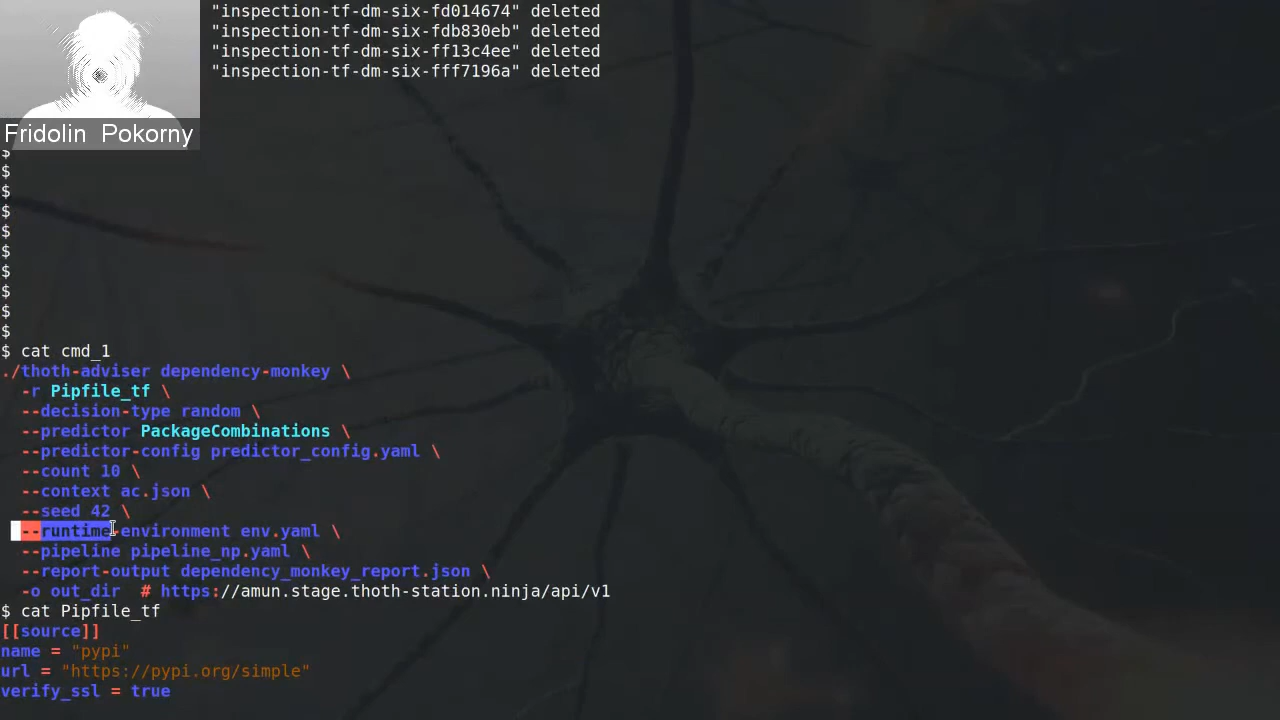 "inspection-tf-dm-six-fd014674" deleted
"inspection-tf-dm-six-fdb830eb" deleted
"inspection-tf-dm-six-ff13c4ee" deleted
"inspection-tf-dm-six-fff7196a" deleted
Fridolin Pokorny
$
$
$
$
$
$
$
$
$
$
$ cat cmd_1
./thoth-adviser dependency-monkey \
-r Pipfile_tf \
--decision-type random \
--predictor PackageCombinations \
--predictor-config predictor_config.yaml \
--count 10 \
--context ac.json \
--seed 42 \
--runtime-environment env.yaml \
--pipeline pipeline_np.yaml \
--report-output dependency_monkey_report.json \
-o out_dir # https://amun.stage.thoth-station.ninja/api/v1
$ cat Pipfile_tf
[[source]]
name = "pypi"
url = "https://pypi.org/simple"
verify_ssl = true